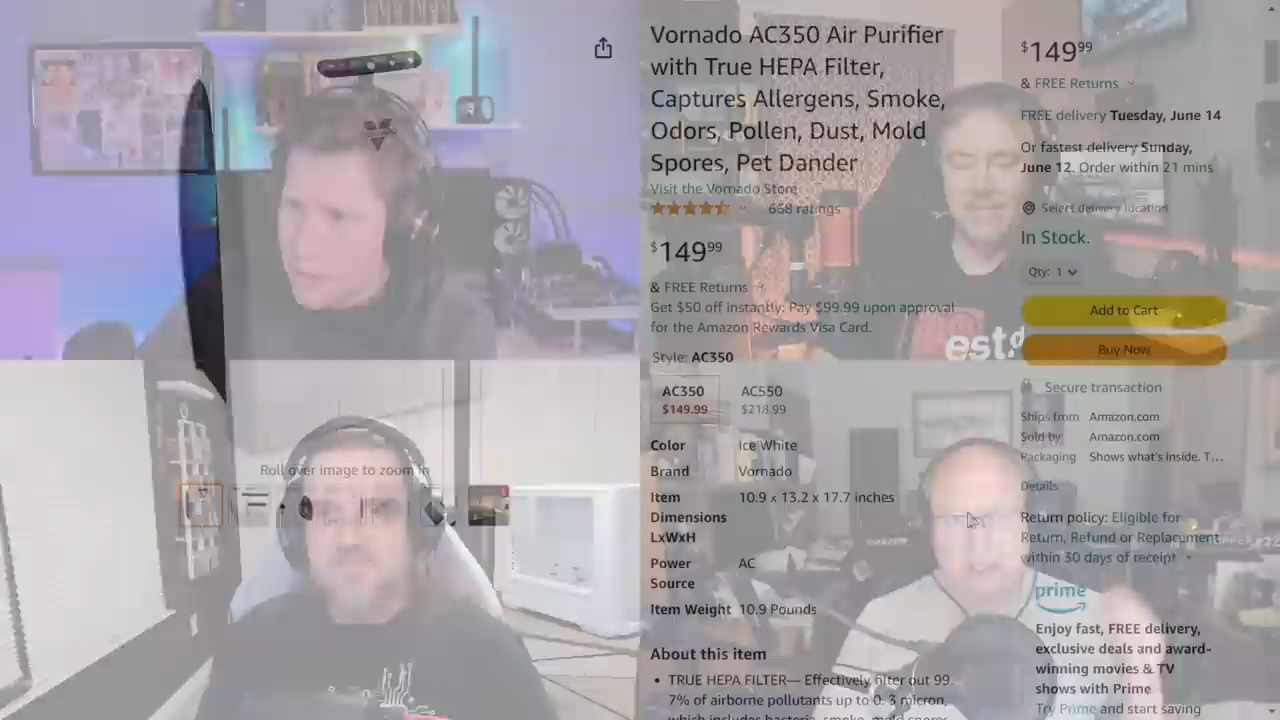 Vornado AC350 Air Purifier
with True HEPA Filter,
Captures Allergens, Smoke,
Odors, Pollen, Dust, Mold
Spores, Pet Dander
Visit the Vornado Store
668 ratings
$149 99
& FREE Returns
Get $50 off instantly: Pay $99.99 upon approval
for the Amazon Rewards Visa Card.
Style: AC350
AC350
$149.99
AC550
$218.99
Color Ice White
Brand Vornado
Item 10.9 x 13.2 x 17.7 inches
Dimensions
LxWxH
Power AC
Source
Item Weight 10.9 Pounds
About this item
• TRUE HEPA FILTER— Effectively filter out 99.
7% of airborne pollutants up to 0. 3 micron,
which includes bacteria, smoke, mold spores,
Roll over image to zoom in
$149 99
& FREE Returns
FREE delivery Tuesday, June 14
Or fastest delivery Sunday,
June 12. Order within 21 mins
Select delivery location
In Stock.
Qty: 1
Add to Cart
Buy Now
Secure transaction
Ships from Amazon.com
Sold by Amazon.com
Packaging Shows what's inside. T...
Details
Return policy: Eligible for
Return, Refund or Replacement
within 30 days of receipt
prime
Enjoy fast, FREE delivery,
exclusive deals and award-
winning movies & TV
shows with Prime
Try Prime and start saving
est.